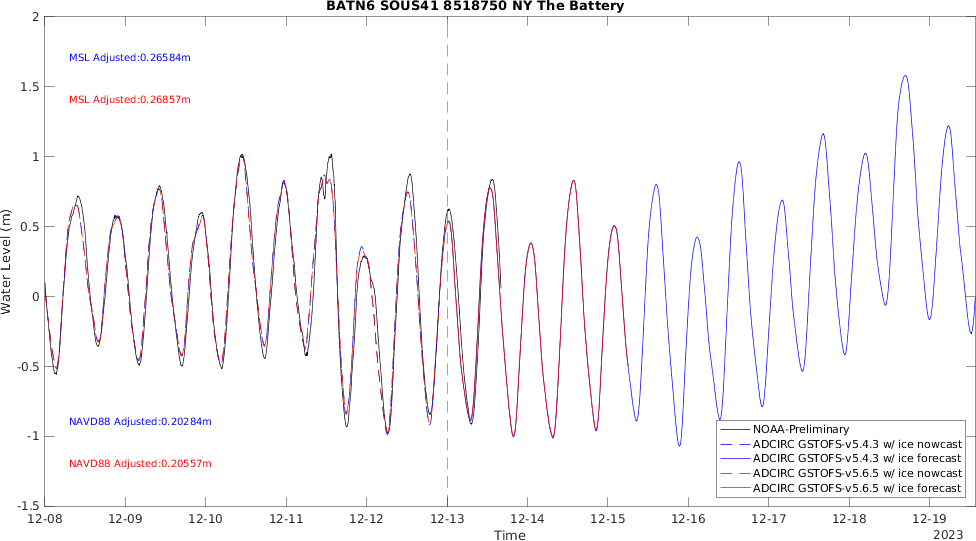 BATN6 SOUS41 8518750 NY The Battery
2
1.5
1
0.5
0
-0.5
-1
-1.5
Water Level (m)
MSL Adjusted:0.26584m
MSL Adjusted:0.26857m
NAVD88 Adjusted:0.20284m
NAVD88 Adjusted:0.20557m
NOAA-Preliminary
ADCIRC GSTOFS-v5.4.3 w/ ice nowcast
ADCIRC GSTOFS-v5.4.3 w/ ice forecast
ADCIRC GSTOFS-v5.6.5 w/ ice nowcast
ADCIRC GSTOFS-v5.6.5 w/ ice forecast
12-08 12-09 12-10 12-11 12-12 12-13 12-14 12-15 12-16 12-17 12-18 12-19
Time
2023